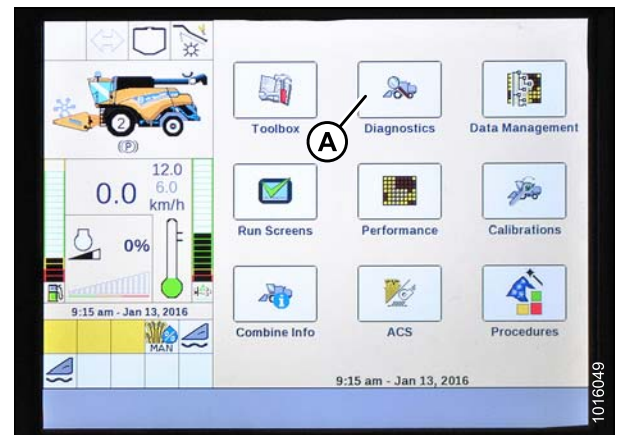 2
(P)
12.0
6.0
0.0 km/h
0%
9:15 am - Jan 13, 2016
MAN
Toolbox
Diagnostics
Data Management
A
Run Screens
Performance
Calibrations
Combine Info
ACS
Procedures
9:15 am - Jan 13, 2016
1016049